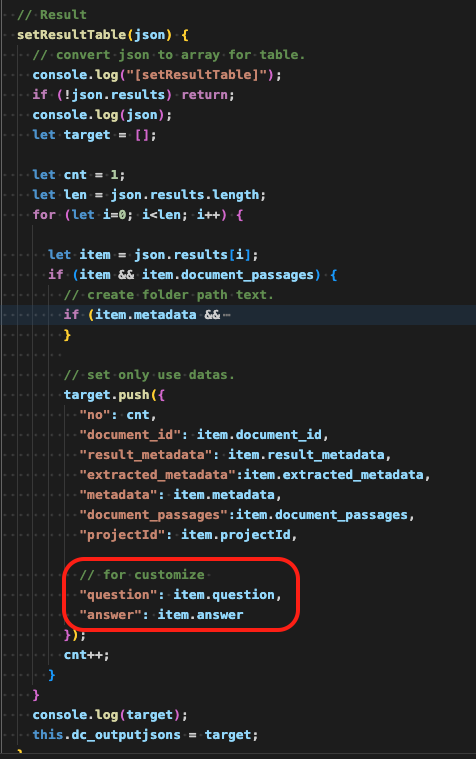 // Result
setResultTable(json) {
// convert json to array for table.
console.log("[setResultTable]");
if (!json.results) return;
console.log(json);
let target = [];
let cnt = 1;
let len = json.results.length;
for (let i=0; i<len; i++) {
let item = json.results[i];
if (item && item.document_passages) {
// create folder path text.
if (item.metadata && ⋯
}
// set only use datas.
target.push({
"no": cnt,
"document_id": item.document_id,
"result_metadata": item.result_metadata,
"extracted_metadata":item.extracted_metadata,
"metadata": item.metadata,
"document_passages":item.document_passages,
"projectId": item.projectId,
// for customize
"question": item.question,
"answer": item.answer
});
cnt++;
}
}
console.log(target);
this.dc_outputjsons = target;
}